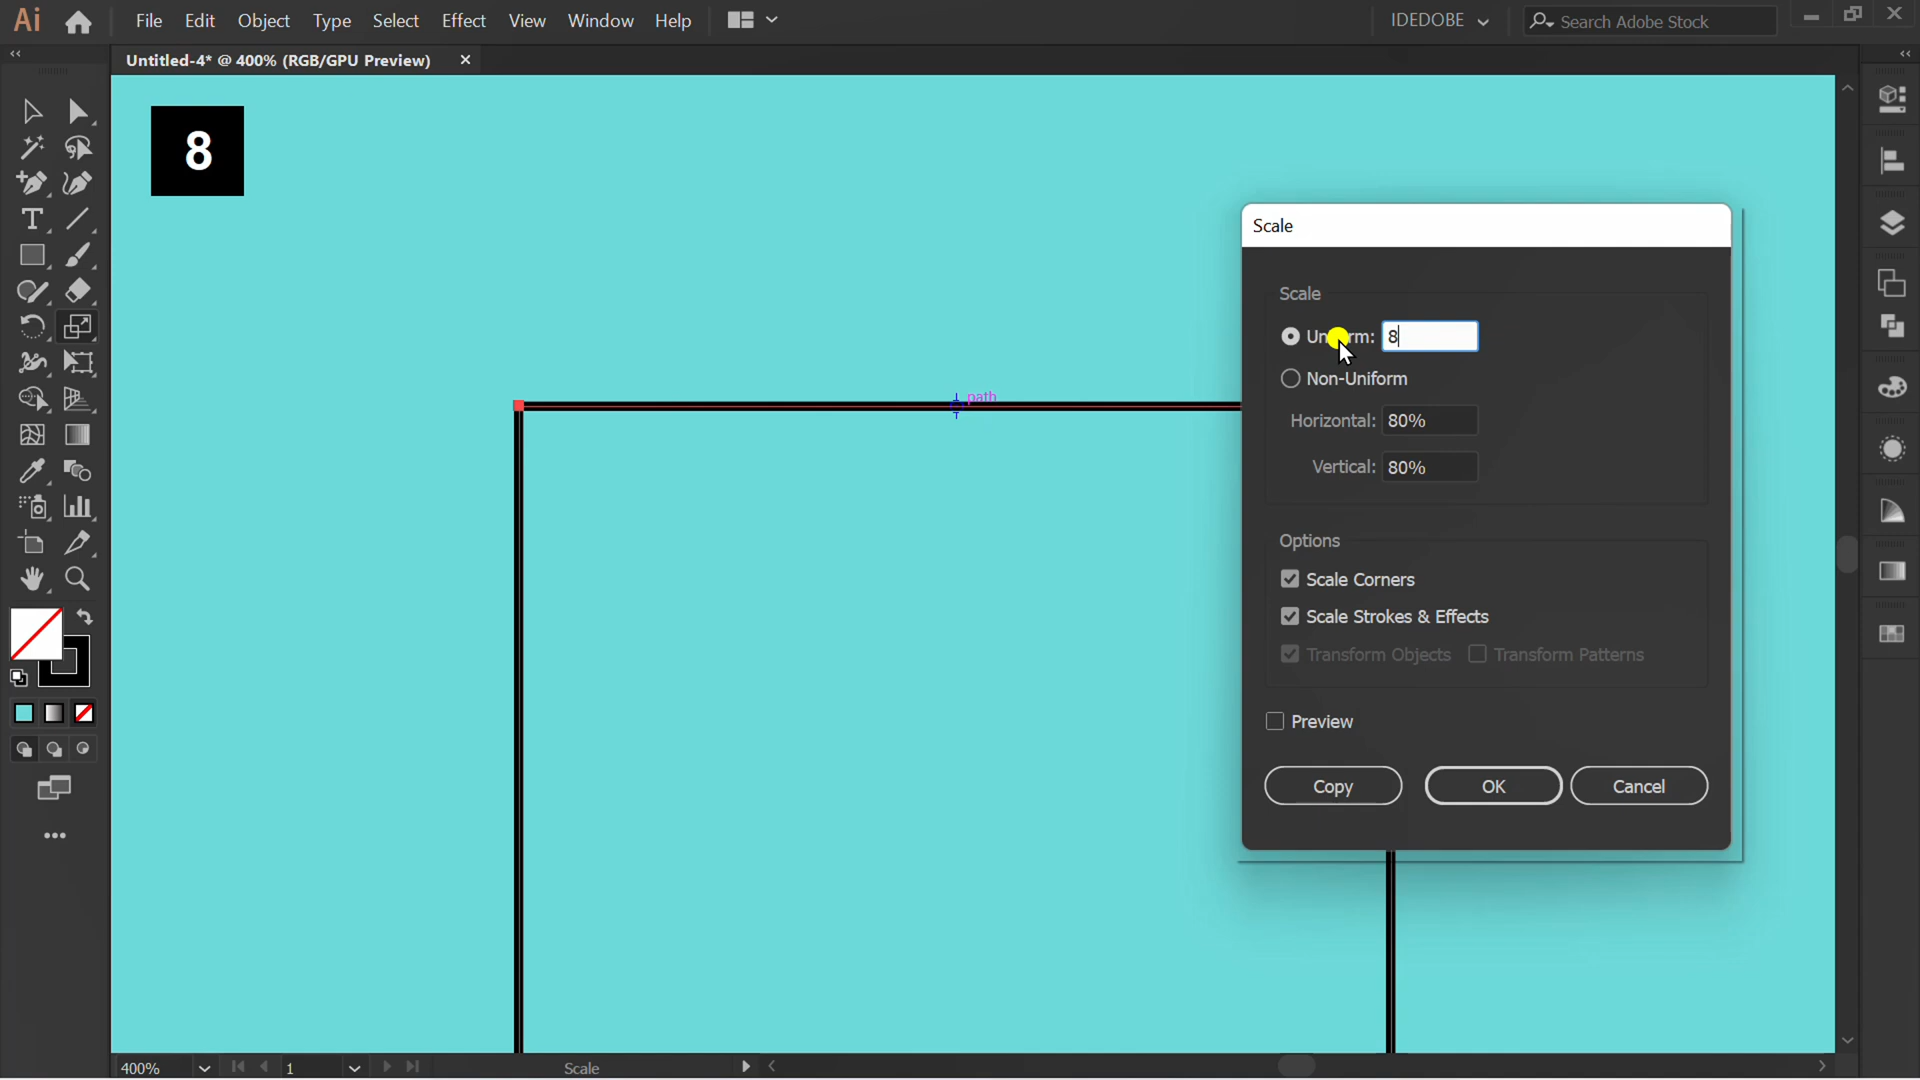 Ai File Edit Object Type Select Effect View Window Help IDEDOBE Search Adobe Stock
Untitled-4* @ 400% (RGB/GPU Preview)
8
Scale
Scale
Uniform: 8
Non-Uniform
Horizontal: 80%
Vertical: 80%
path
Options
Scale Corners
Scale Strokes & Effects
Transform Objects Transform Patterns
Preview
Copy OK Cancel
400% 1 Scale